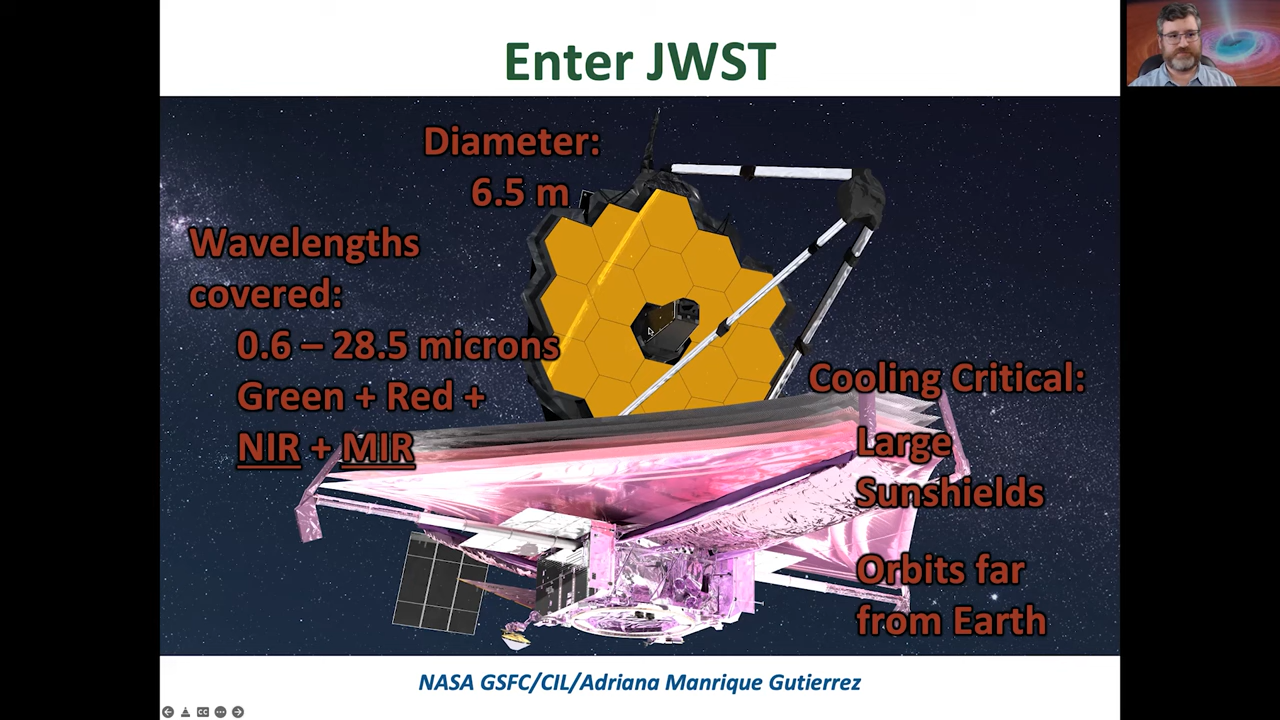 Enter JWST
Diameter:
6.5 m
Wavelengths
covered:
0.6 – 28.5 microns
Green + Red +
NIR + MIR
Cooling Critical:
Large
Sunshields
Orbits far
from Earth
NASA GSFC/CIL/Adriana Manrique Gutierrez
CC